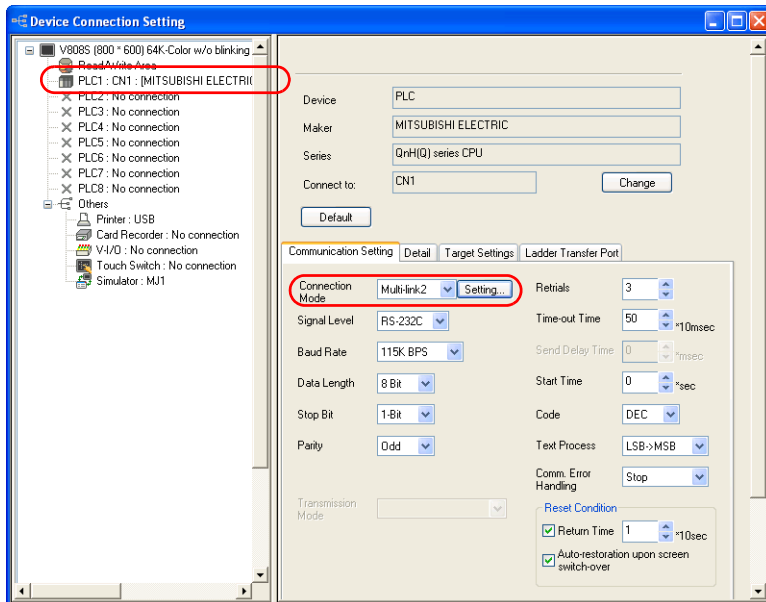 Device Connection Setting
V808S (800 * 600) 64K-Color w/o blinking
Read/Write Area
PLC1 : CN1 : [MITSUBISHI ELECTRIC
PLC2 : No connection
PLC3 : No connection
PLC4 : No connection
PLC5 : No connection
PLC6 : No connection
PLC7 : No connection
PLC8 : No connection
Others
Printer : USB
Card Recorder : No connection
V-I/O : No connection
Touch Switch : No connection
Simulator : MJ1
Device PLC
Maker MITSUBISHI ELECTRIC
Series QnH(Q) series CPU
Connect to: CN1 Change
Default
Communication Setting Detail Target Settings Ladder Transfer Port
Connection Mode Multi-link2 Setting...
Signal Level RS-232C
Baud Rate 115K BPS
Data Length 8 Bit
Stop Bit 1-Bit
Parity Odd
Transmission Mode
Retrials 3
Time-out Time 50 *10msec
Send Delay Time 0 *msec
Start Time 0 *sec
Code DEC
Text Process LSB->MSB
Comm. Error Handling Stop
Reset Condition
Return Time 1 *10sec
Auto-restoration upon screen
switch-over